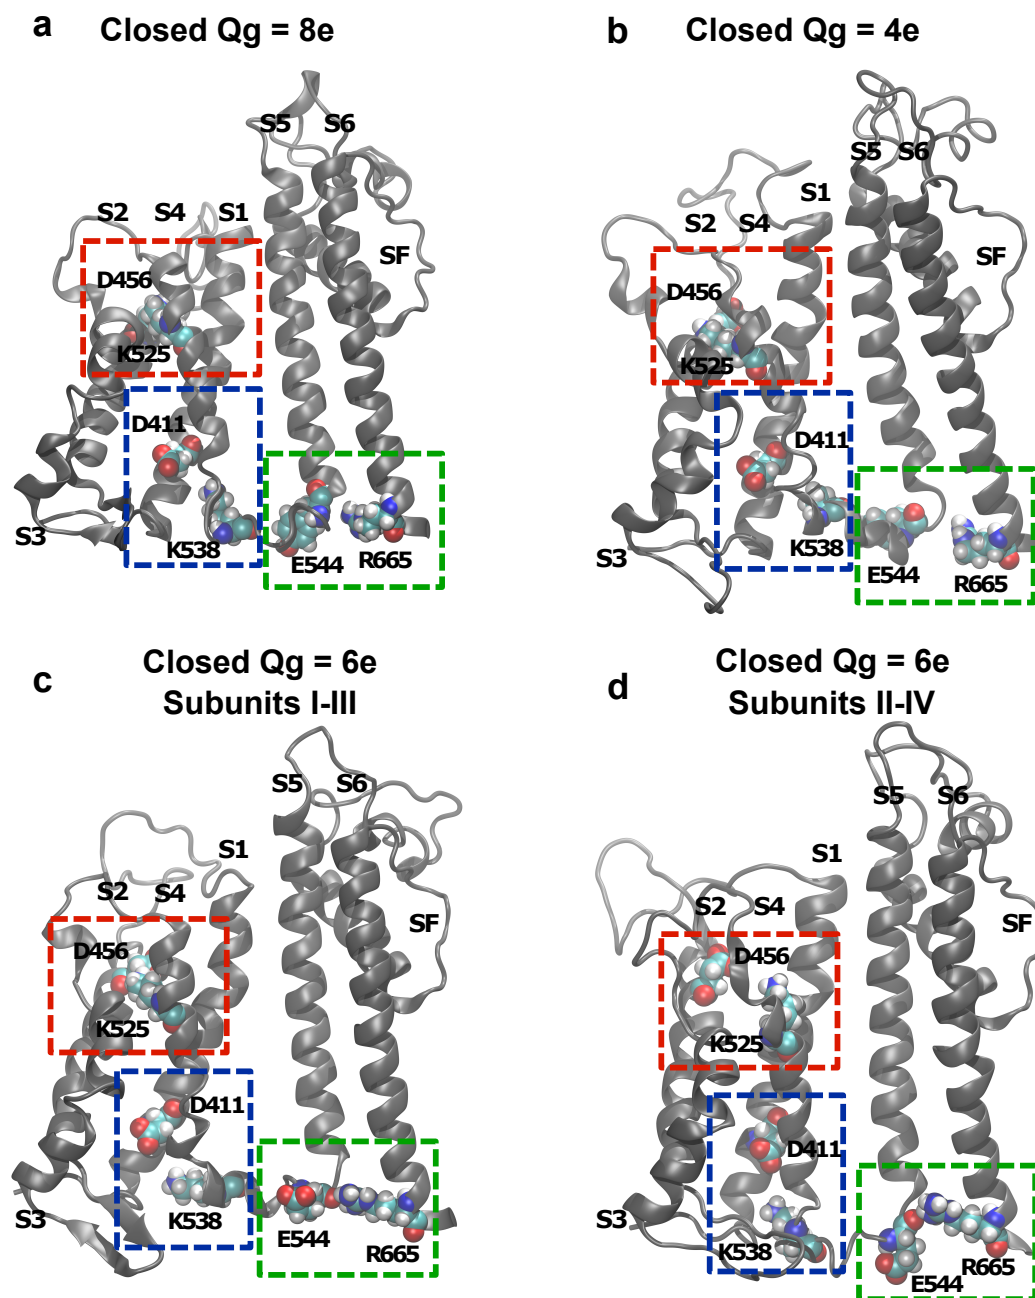 a
Closed Qg = 8e
S5
S6
S2
S4
S1
SF
D456
K525
D411
S3
K538
E544
R665
b
Closed Qg = 4e
S5
S6
S1
S2
S4
SF
D456
K525
D411
K538
S3
E544
R665
c
Closed Qg = 6e
Subunits I-III
S5
S6
S1
S2
S4
SF
D456
K525
D411
S3
K538
E544
R665
d
Closed Qg = 6e
Subunits II-IV
S5
S6
S1
S2
S4
SF
D456
K525
D411
S3
K538
E544
R665